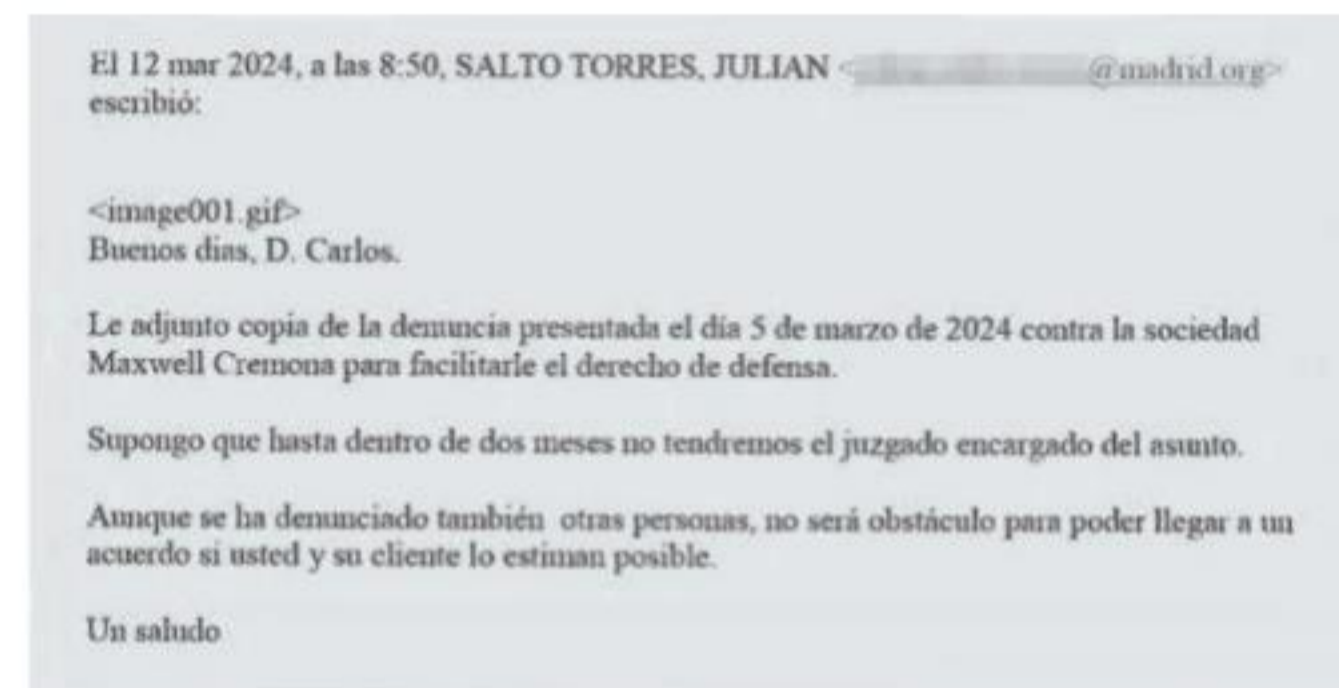 El 12 mar 2024, a las 8:50, SALTO TORRES, JULIAN < @madrid.org>
escribió:
<image001.gif>
Buenos dias, D. Carlos.
Le adjunto copia de la denuncia presentada el día 5 de marzo de 2024 contra la sociedad
Maxwell Cremona para facilitarle el derecho de defensa.
Supongo que hasta dentro de dos meses no tendremos el juzgado encargado del asunto.
Aunque se ha denunciado también otras personas, no será obstáculo para poder llegar a un
acuerdo si usted y su cliente lo estiman posible.
Un saludo